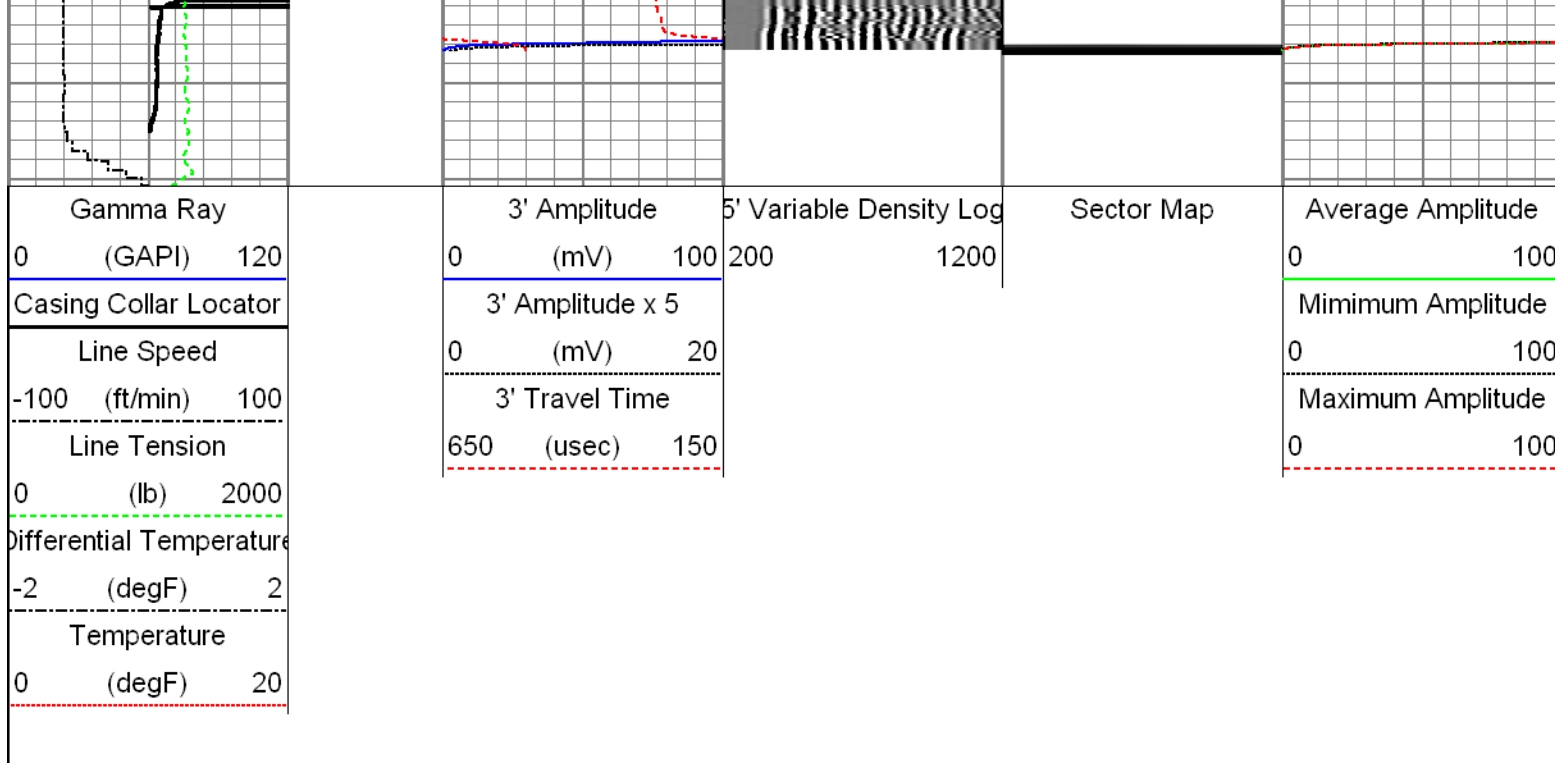 Gamma Ray
0 (GAPI) 120
Casing Collar Locator
Line Speed
-100 (ft/min) 100
Line Tension
0 (lb) 2000
Differential Temperature
-2 (degF) 2
Temperature
0 (degF) 20
3' Amplitude
0 (mV) 100
3' Amplitude x 5
0 (mV) 20
3' Travel Time
650 (usec) 150
5' Variable Density Log
200 1200
Sector Map
Average Amplitude
0 100
Mimimum Amplitude
0 100
Maximum Amplitude
0 100